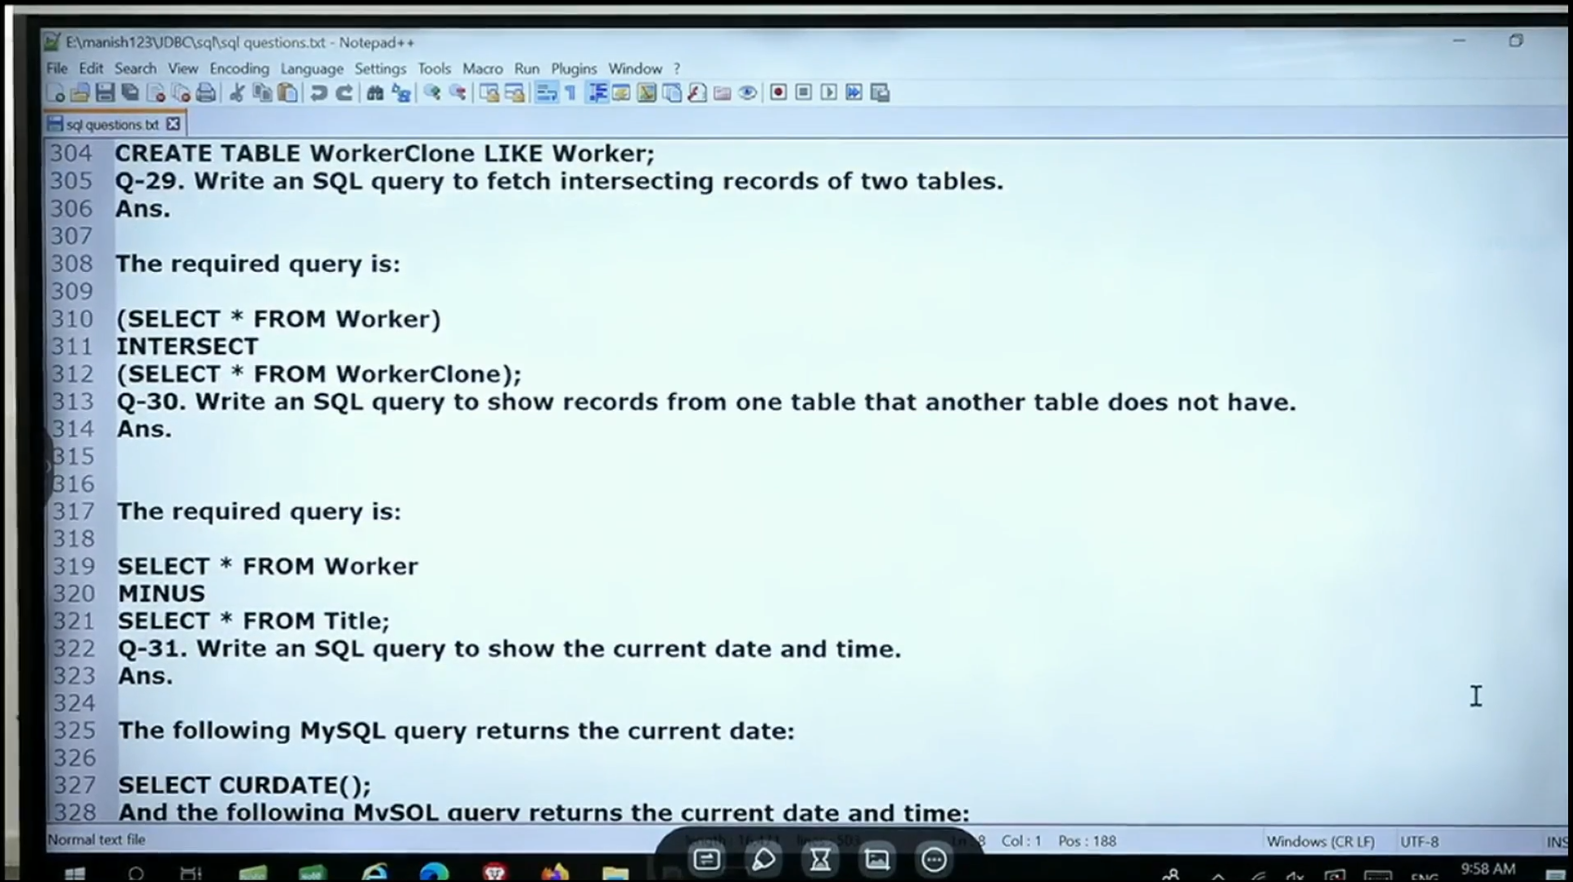 E:\manish123\JDBC\sql\sql questions.txt - Notepad++
File Edit Search View Encoding Language Settings Tools Macro Run Plugins Window ?
sql questions.txt
304 CREATE TABLE WorkerClone LIKE Worker;
305 Q-29. Write an SQL query to fetch intersecting records of two tables.
306 Ans.
307
308 The required query is:
309
310 (SELECT * FROM Worker)
311 INTERSECT
312 (SELECT * FROM WorkerClone);
313 Q-30. Write an SQL query to show records from one table that another table does not have.
314 Ans.
315
316
317 The required query is:
318
319 SELECT * FROM Worker
320 MINUS
321 SELECT * FROM Title;
322 Q-31. Write an SQL query to show the current date and time.
323 Ans.
324
325 The following MySQL query returns the current date:
326
327 SELECT CURDATE();
328 And the following MySQL query returns the current date and time:
Normal text file Col : 1 Pos : 188 Windows (CR LF) UTF-8 INS
ENG 9:58 AM